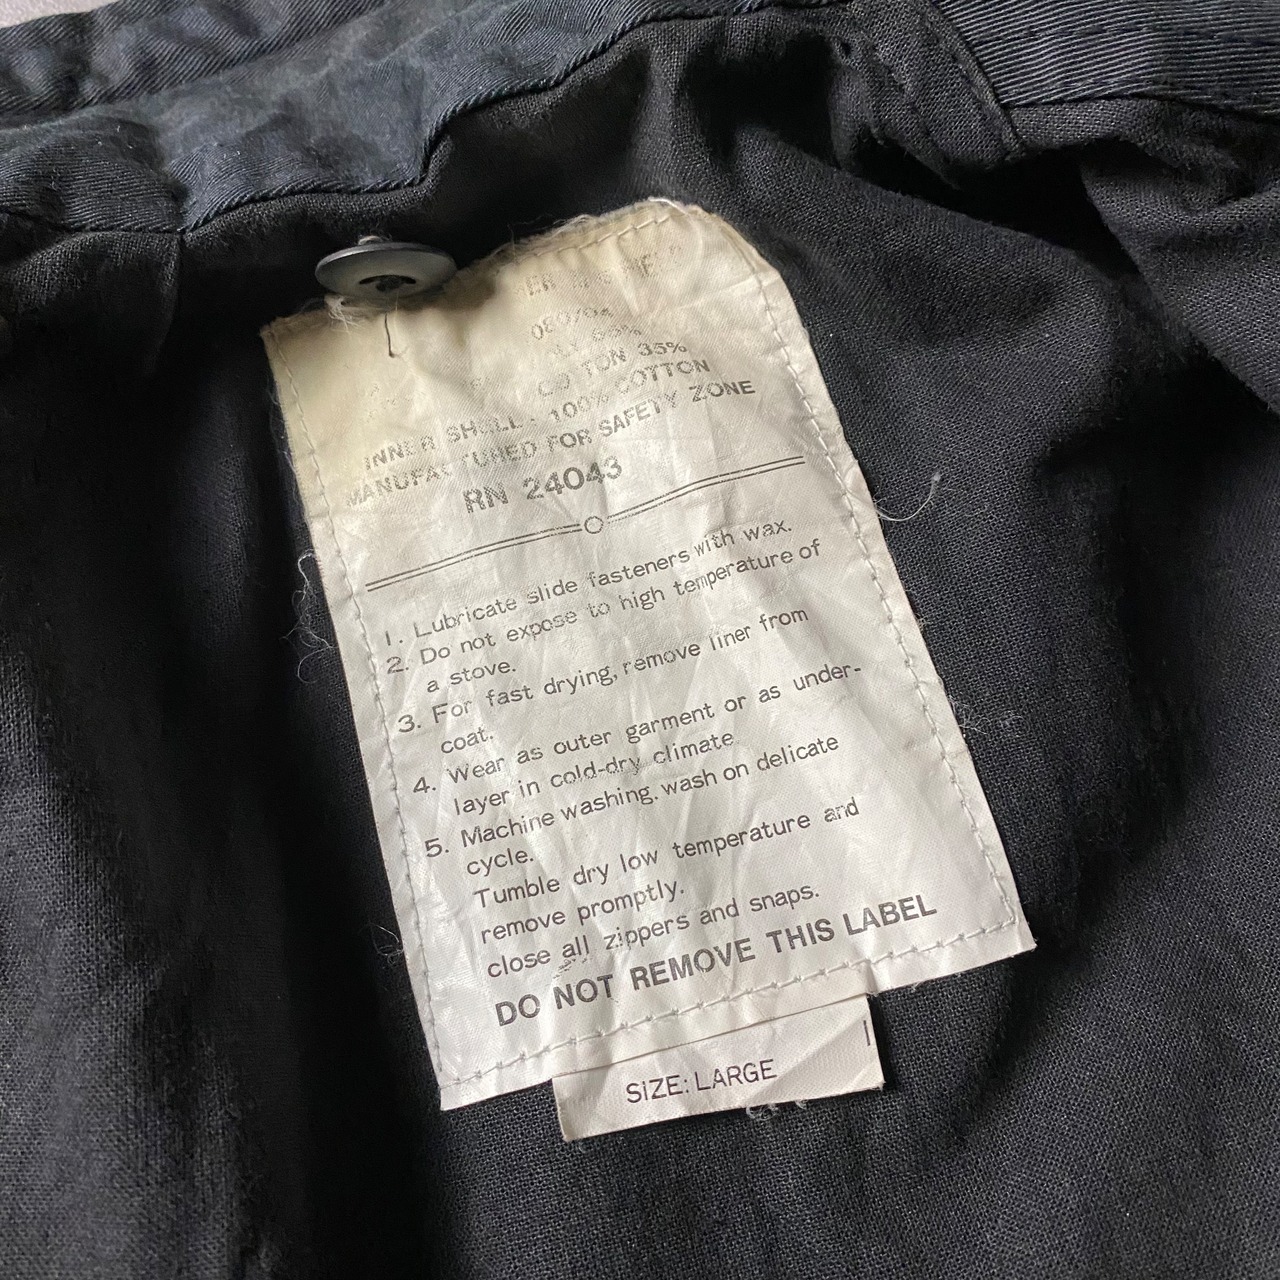 COTTON 35%
INNER SHELL - 100% COTTON
MANUFACTURED FOR SAFETY ZONE
RN 24043
1. Lubricate slide fasteners with wax.
2. Do not expose to high temperature of
a stove.
3. For fast drying, remove liner from
coat.
4. Wear as outer garment or as under-
layer in cold-dry climate
5. Machine washing. wash on delicate
cycle.
Tumble dry low temperature and
remove promptly.
close all zippers and snaps.
DO NOT REMOVE THIS LABEL
SiZE: LARGE